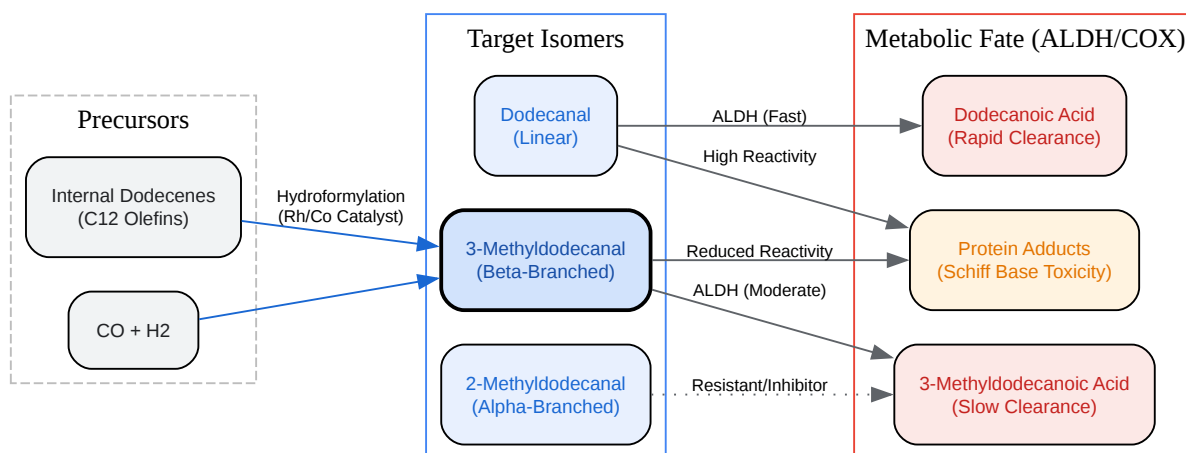 Precursors
Internal Dodecenes
(C12 Olefins)
CO + H2
Hydroformylation
(Rh/Co Catalyst)
Target Isomers
Dodecanal
(Linear)
3-Methyldodecanal
(Beta-Branched)
2-Methyldodecanal
(Alpha-Branched)
ALDH (Fast)
High Reactivity
Reduced Reactivity
ALDH (Moderate)
Resistant/Inhibitor
Metabolic Fate (ALDH/COX)
Dodecanoic Acid
(Rapid Clearance)
Protein Adducts
(Schiff Base Toxicity)
3-Methyldodecanoic Acid
(Slow Clearance)